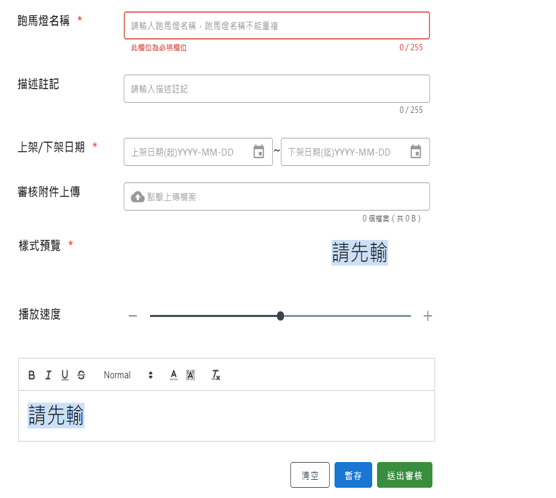 跑馬燈名稱 *
請輸入跑馬燈名稱，跑馬燈名稱不能重複
此欄位為必填欄位 0 / 255
描述註記
請輸入描述註記
0 / 255
上架/下架日期 *
上架日期(起)YYYY-MM-DD ~ 下架日期(迄)YYYY-MM-DD
審核附件上傳
點擊上傳檔案
0 個檔案 ( 共 0 B )
樣式預覽 *
請先輸
播放速度
− +
B I U S Normal A A Tx
請先輸
清空 暫存 送出審核